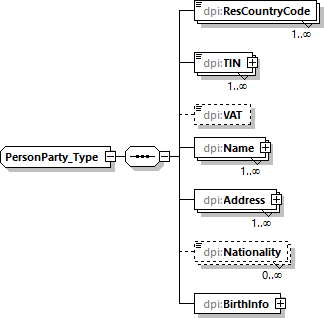 dpi:ResCountryCode
1..∞
dpi:TIN
1..∞
dpi:VAT
PersonParty_Type
dpi:Name
1..∞
dpi:Address
1..∞
dpi:Nationality
0..∞
dpi:BirthInfo